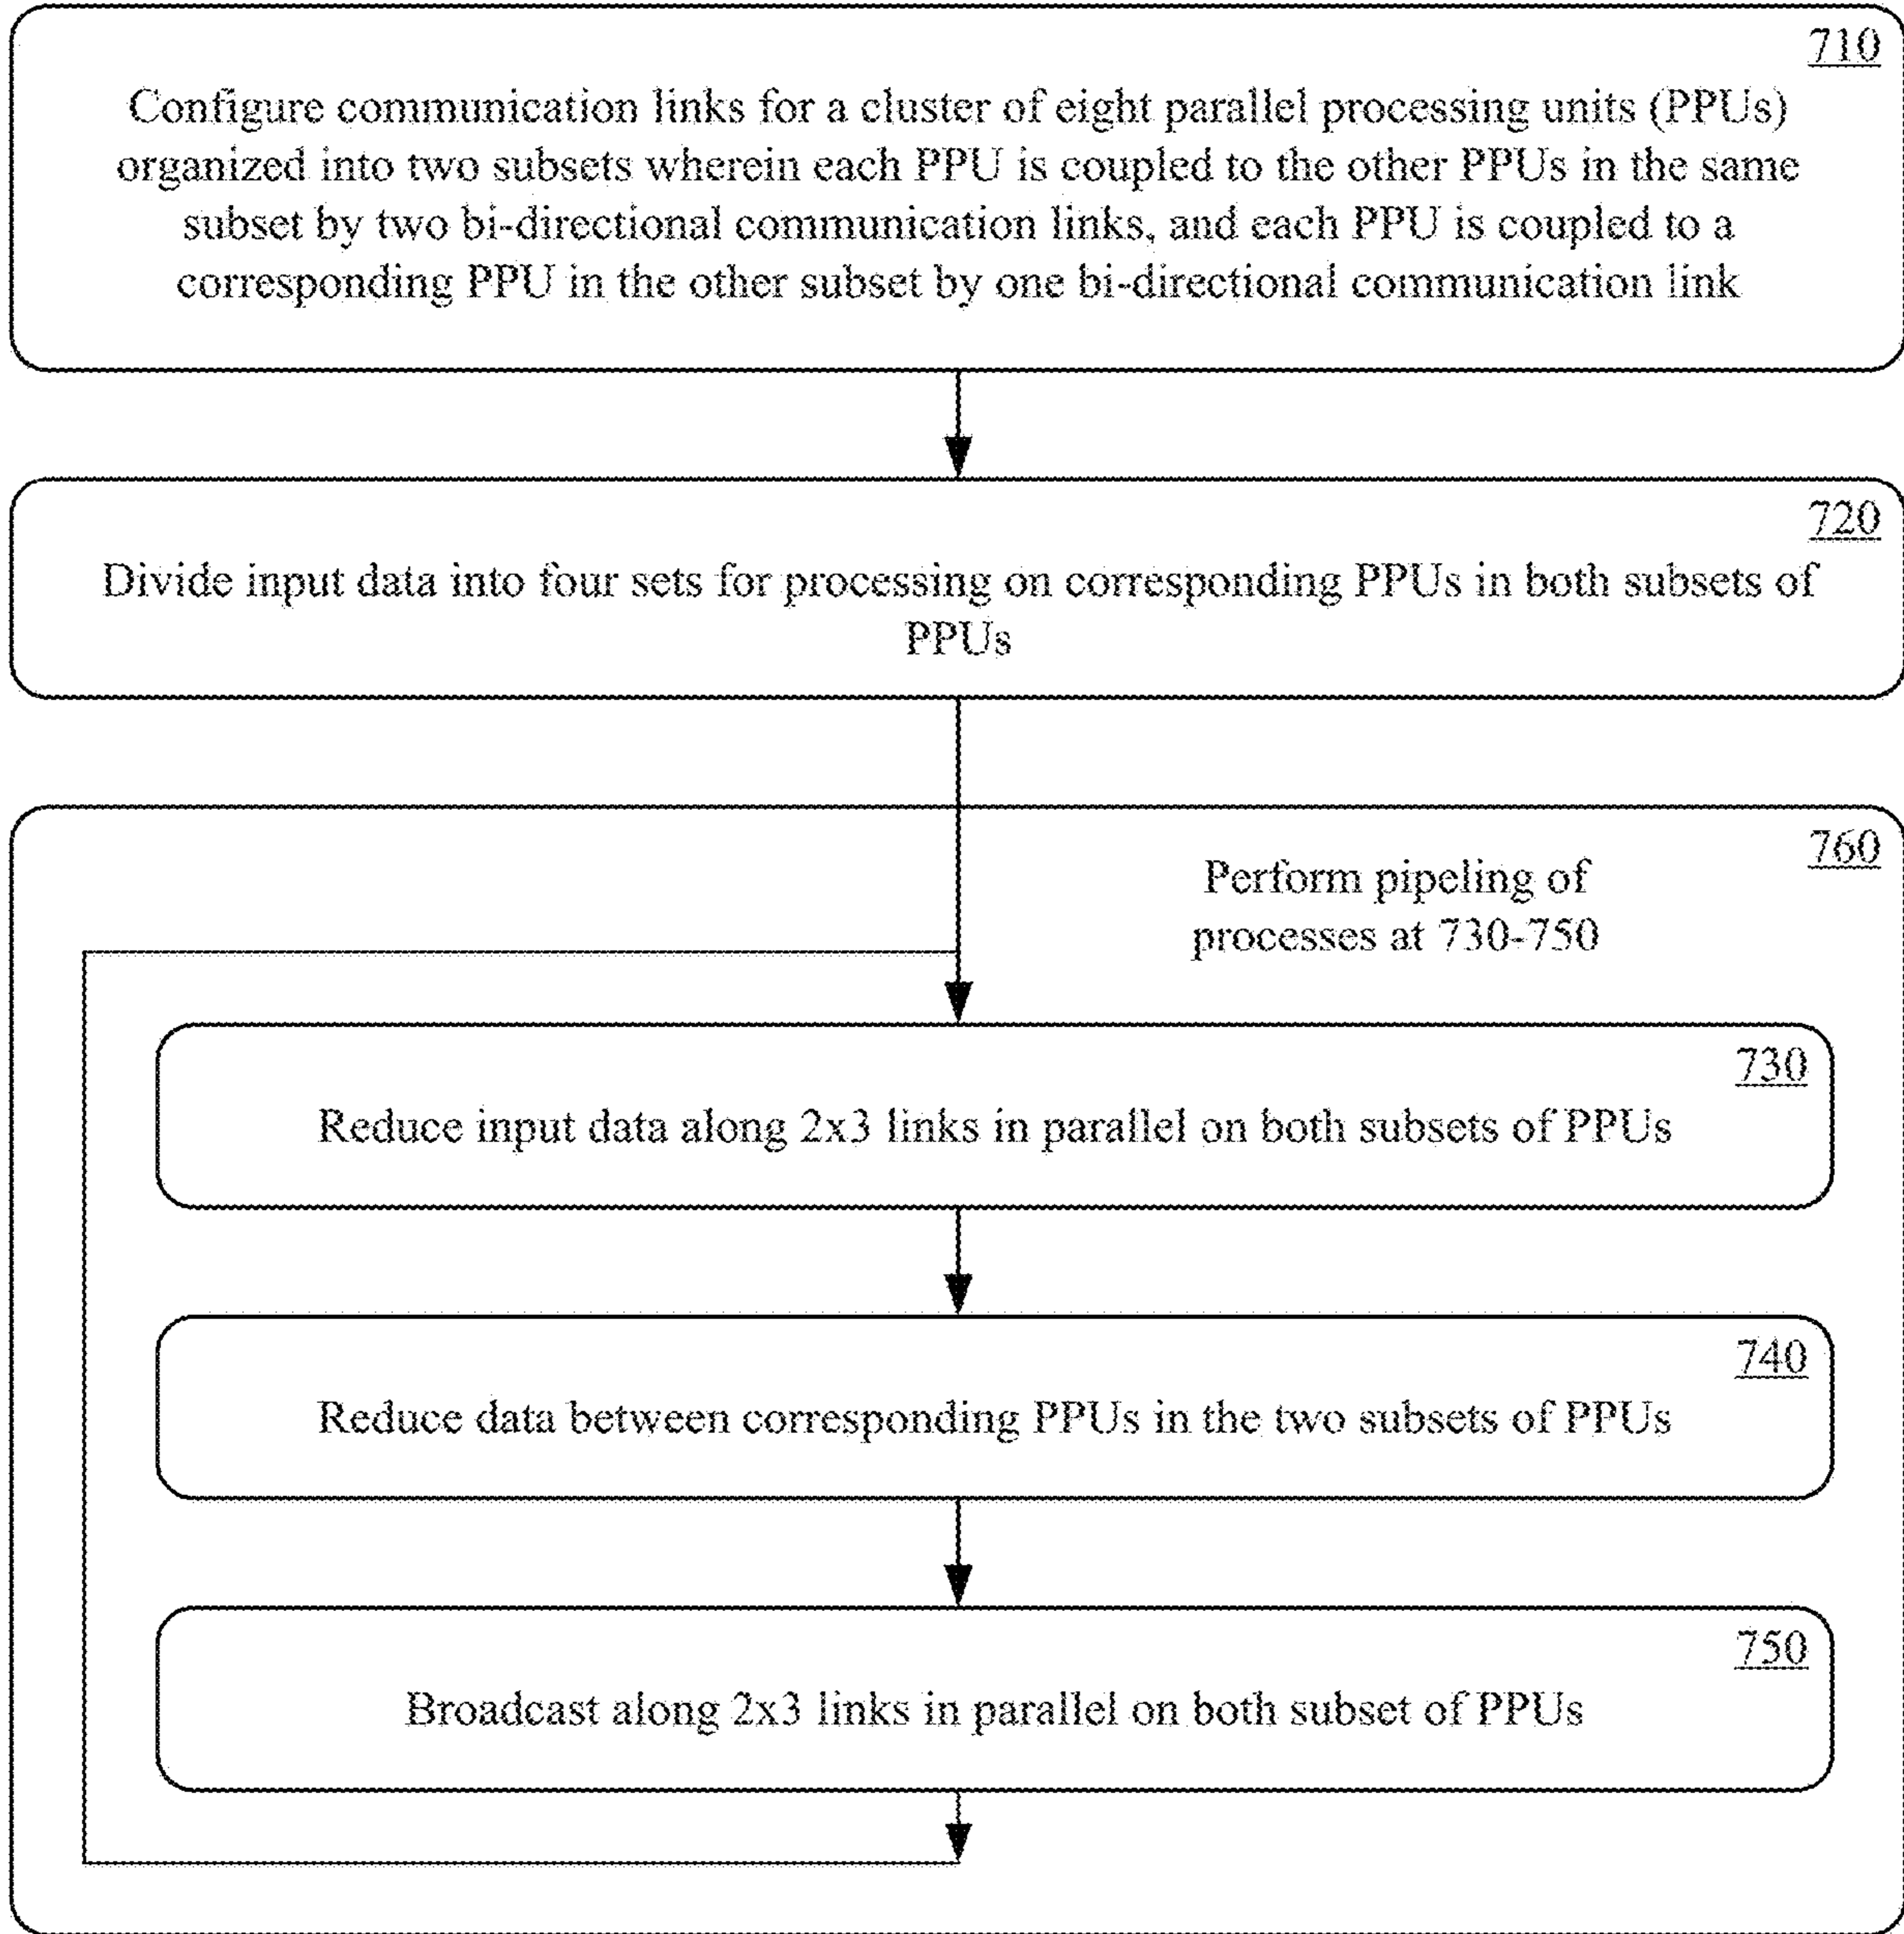 710
Configure communication links for a cluster of eight parallel processing units (PPUs)
organized into two subsets wherein each PPU is coupled to the other PPUs in the same
subset by two bi-directional communication links, and each PPU is coupled to a
corresponding PPU in the other subset by one bi-directional communication link
720
Divide input data into four sets for processing on corresponding PPUs in both subsets of
PPUs
760
Perform pipeling of
processes at 730-750
730
Reduce input data along 2x3 links in parallel on both subsets of PPUs
740
Reduce data between corresponding PPUs in the two subsets of PPUs
750
Broadcast along 2x3 links in parallel on both subset of PPUs